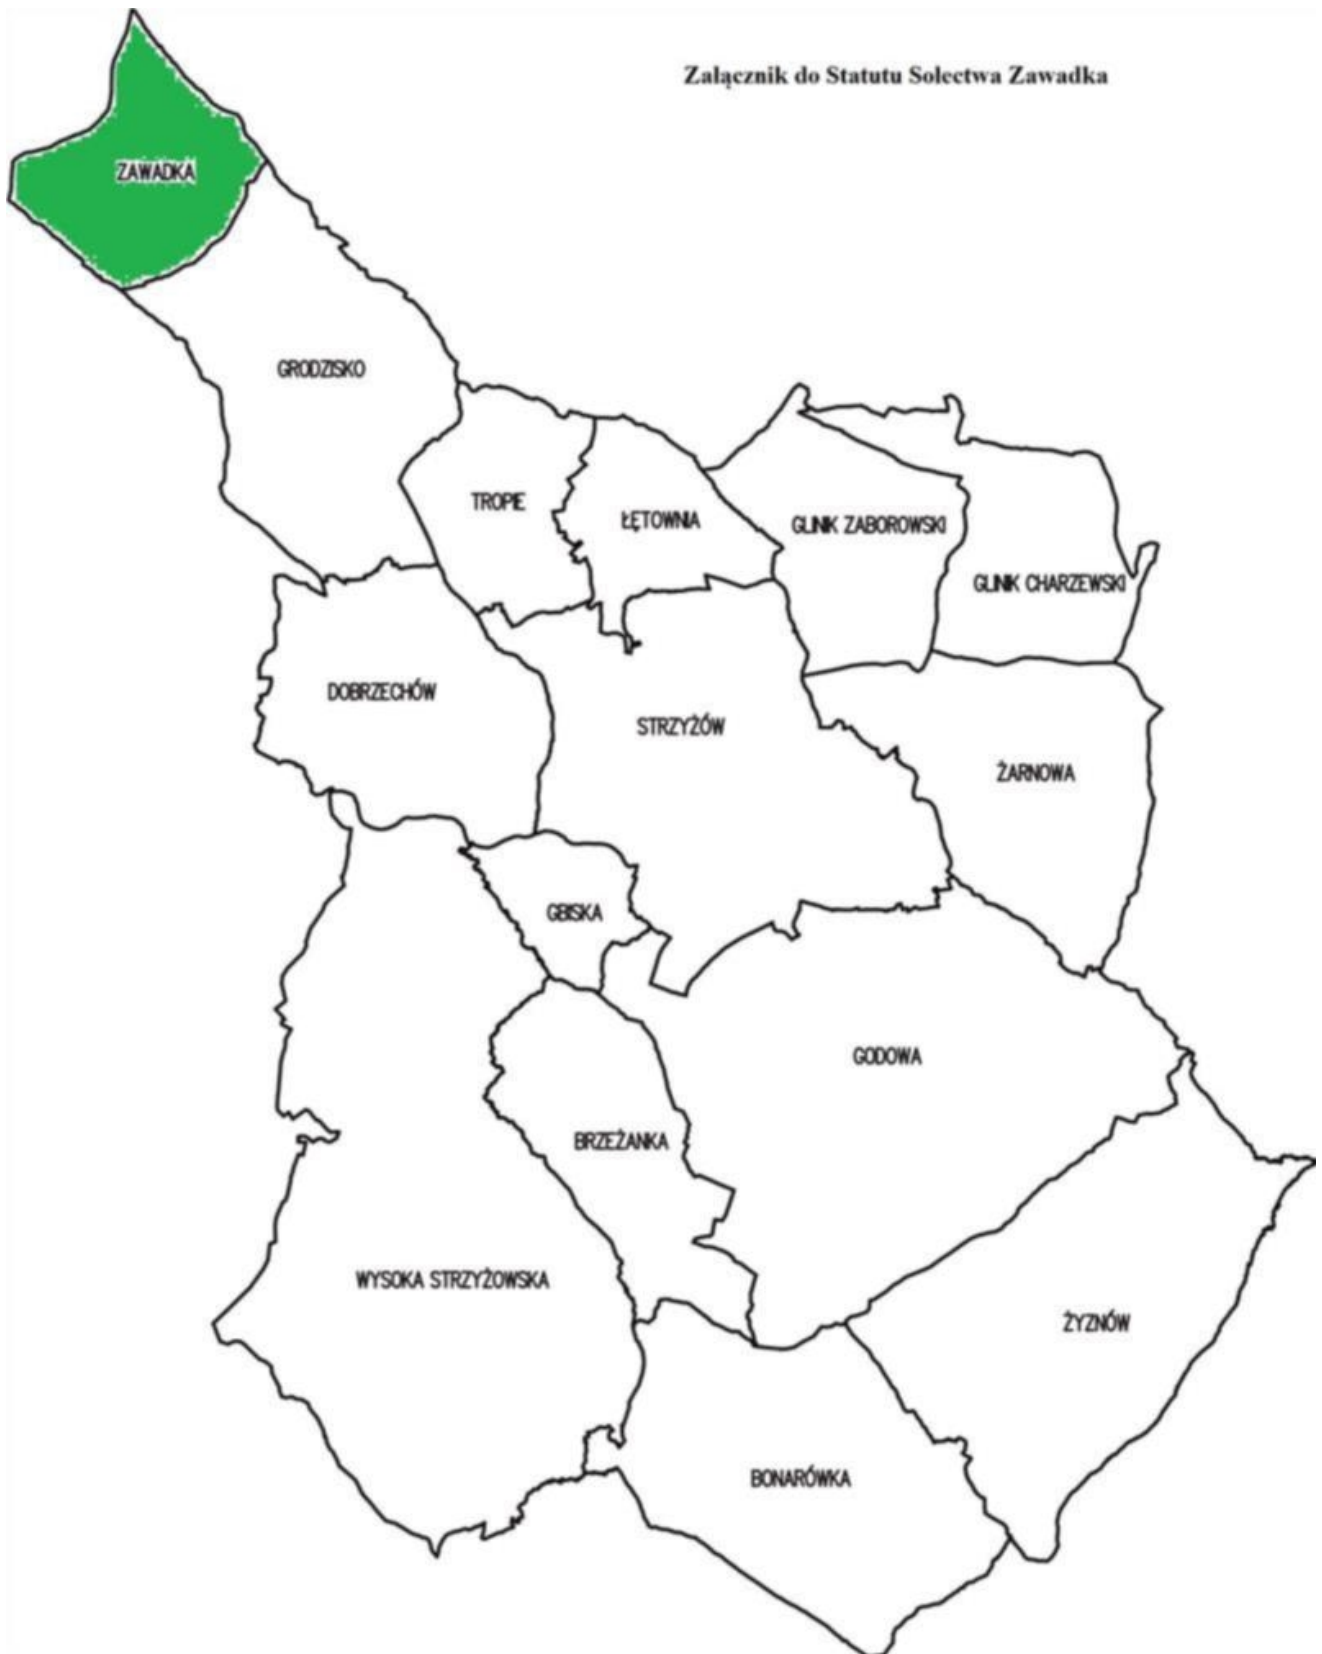 Załącznik do Statutu Sołectwa Zawadka
ZAWADKA
GRODZISKO
TROPIE
ŁĘTOWNIA
GLINIK ZABOROWSKI
GLINIK CHARZEWSKI
DOBRZECHÓW
STRZYŻÓW
ŻARNOWA
GBISKA
GODOWA
BRZEŻANKA
WYSOKA STRZYŻOWSKA
ŻYZNÓW
BONARÓWKA